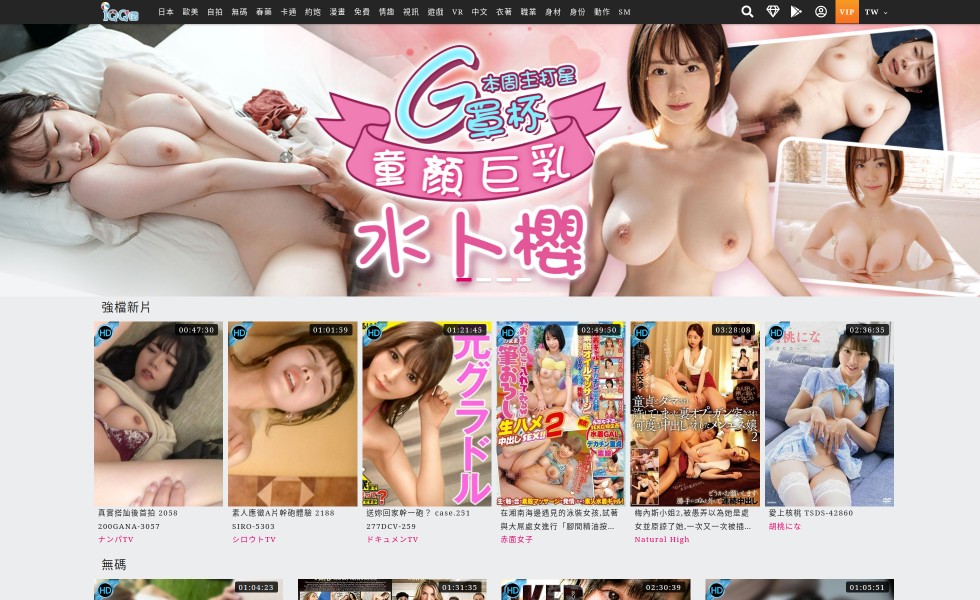 iQQ
日本 歐美 自拍 無碼 春藥 卡通 約炮 漫畫 免費 情趣 視訊 遊戲 VR 中文 衣著 職業 身材 身份 動作 SM
VIP TW
本周主打星
G罩杯
童顏巨乳
水卜櫻
強檔新片
HD 00:47:30
HD 01:01:59
HD 01:21:45
HD 02:49:50
HD 03:28:08
HD 02:36:35
元グラドル
生ハメ
中出しSEX!! 2
真實搭訕後首拍 2058
200GANA-3057
ナンパTV
素人應徵A片幹砲體驗 2188
SIRO-5303
シロウトTV
送妳回家幹一砲？ case.251
277DCV-259
ドキュメンTV
在湘南海邊遇見的泳裝女孩,試著
與大屌處女進行「腳間精油按...
赤面女子
梅內斯小姐2,被愚弄以為她是處
女並原諒了她,一次又一次被插...
Natural High
愛上核桃 TSDS-42860
胡桃にな
無碼
HD 01:04:23
HD 01:31:35
HD 02:30:39
HD 01:05:51